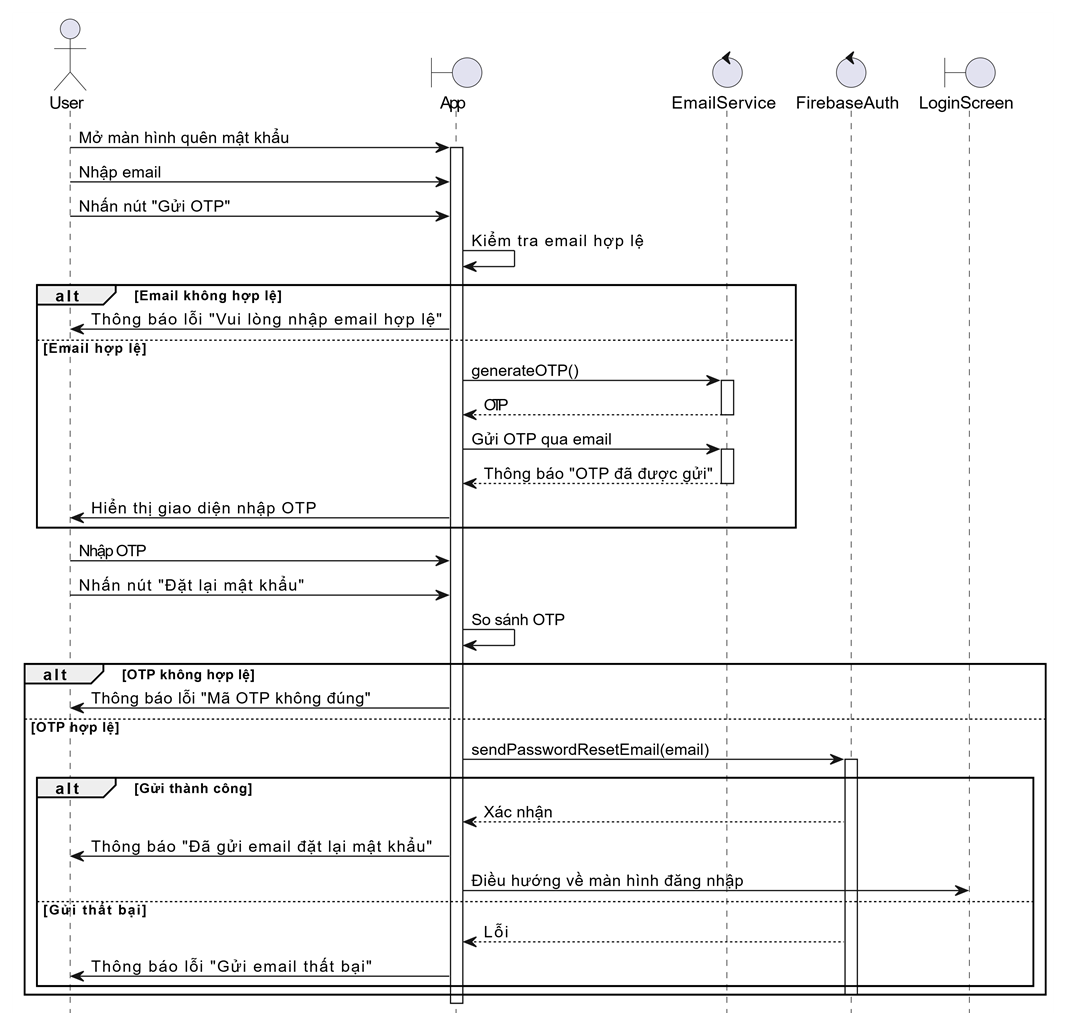 User
App
EmailService
FirebaseAuth
LoginScreen
Mở màn hình quên mật khẩu
Nhập email
Nhấn nút "Gửi OTP"
Kiểm tra email hợp lệ
alt [Email không hợp lệ]
Thông báo lỗi "Vui lòng nhập email hợp lệ"
[Email hợp lệ]
generateOTP()
OTP
Gửi OTP qua email
Thông báo "OTP đã được gửi"
Hiển thị giao diện nhập OTP
Nhập OTP
Nhấn nút "Đặt lại mật khẩu"
So sánh OTP
alt [OTP không hợp lệ]
Thông báo lỗi "Mã OTP không đúng"
[OTP hợp lệ]
sendPasswordResetEmail(email)
alt [Gửi thành công]
Xác nhận
Thông báo "Đã gửi email đặt lại mật khẩu"
Điều hướng về màn hình đăng nhập
[Gửi thất bại]
Lỗi
Thông báo lỗi "Gửi email thất bại"